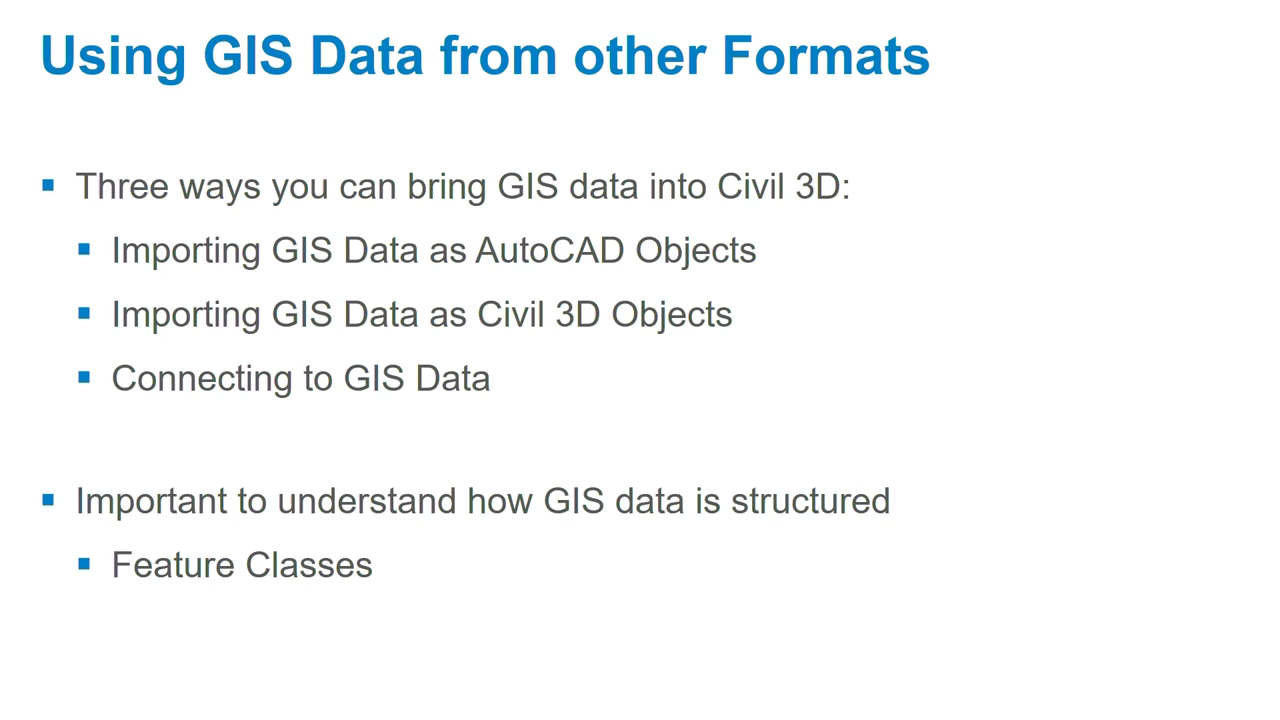 Using GIS Data from other Formats
Three ways you can bring GIS data into Civil 3D:
Importing GIS Data as AutoCAD Objects
Importing GIS Data as Civil 3D Objects
Connecting to GIS Data
Important to understand how GIS data is structured
Feature Classes